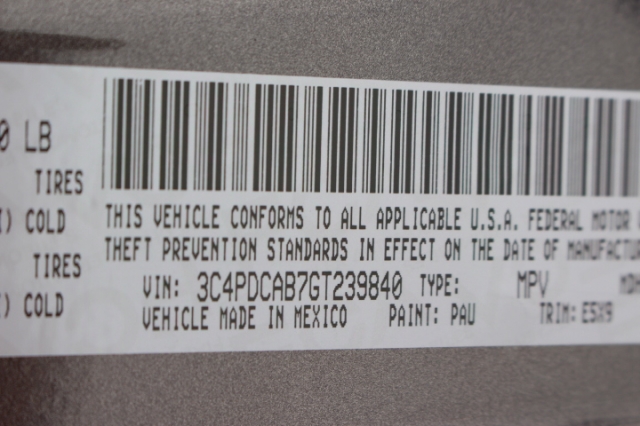 0 LB
TIRES
) COLD
TIRES
) COLD
THIS VEHICLE CONFORMS TO ALL APPLICABLE U.S.A. FEDERAL MOTOR
THEFT PREVENTION STANDARDS IN EFFECT ON THE DATE OF MANUFACTU
VIN: 3C4PDCAB7GT239840 TYPE: MPV MDH
VEHICLE MADE IN MEXICO PAINT: PAU TRIM: E5X9